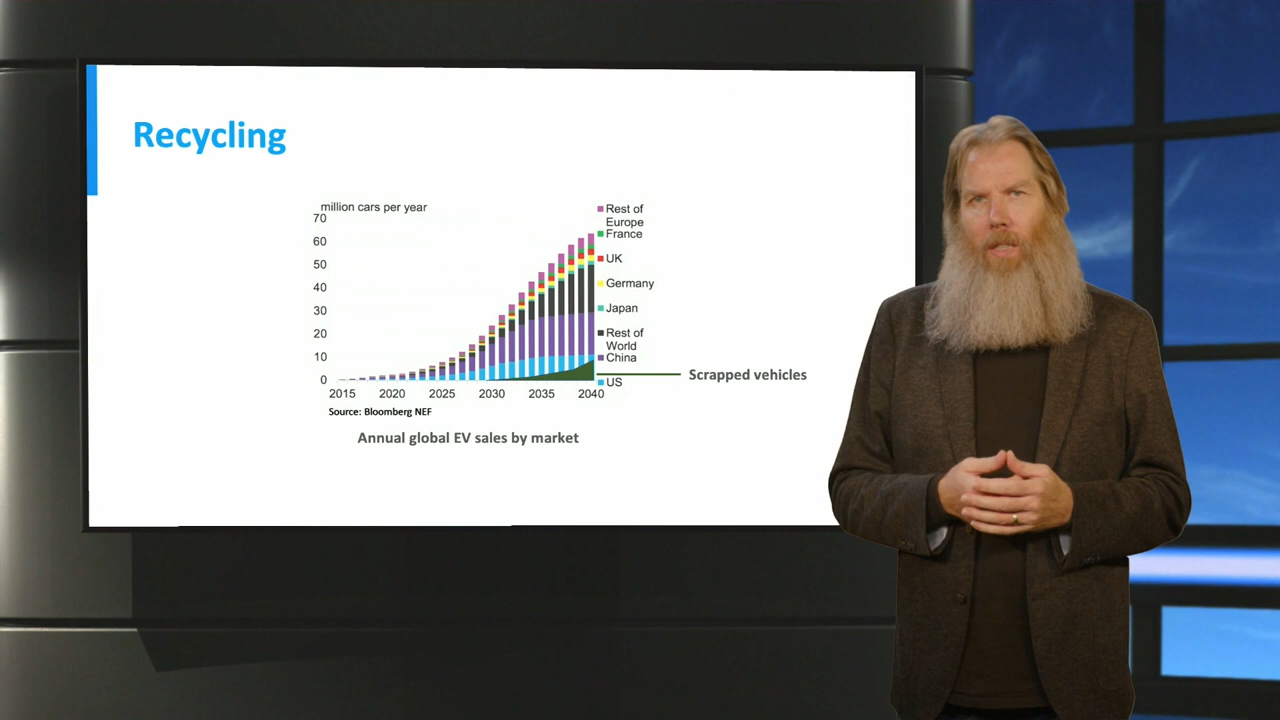 Recycling
million cars per year
70
60
50
40
30
20
10
0
2015 2020 2025 2030 2035 2040
Rest of
Europe
France
UK
Germany
Japan
Rest of
World
China
US
Scrapped vehicles
Source: Bloomberg NEF
Annual global EV sales by market